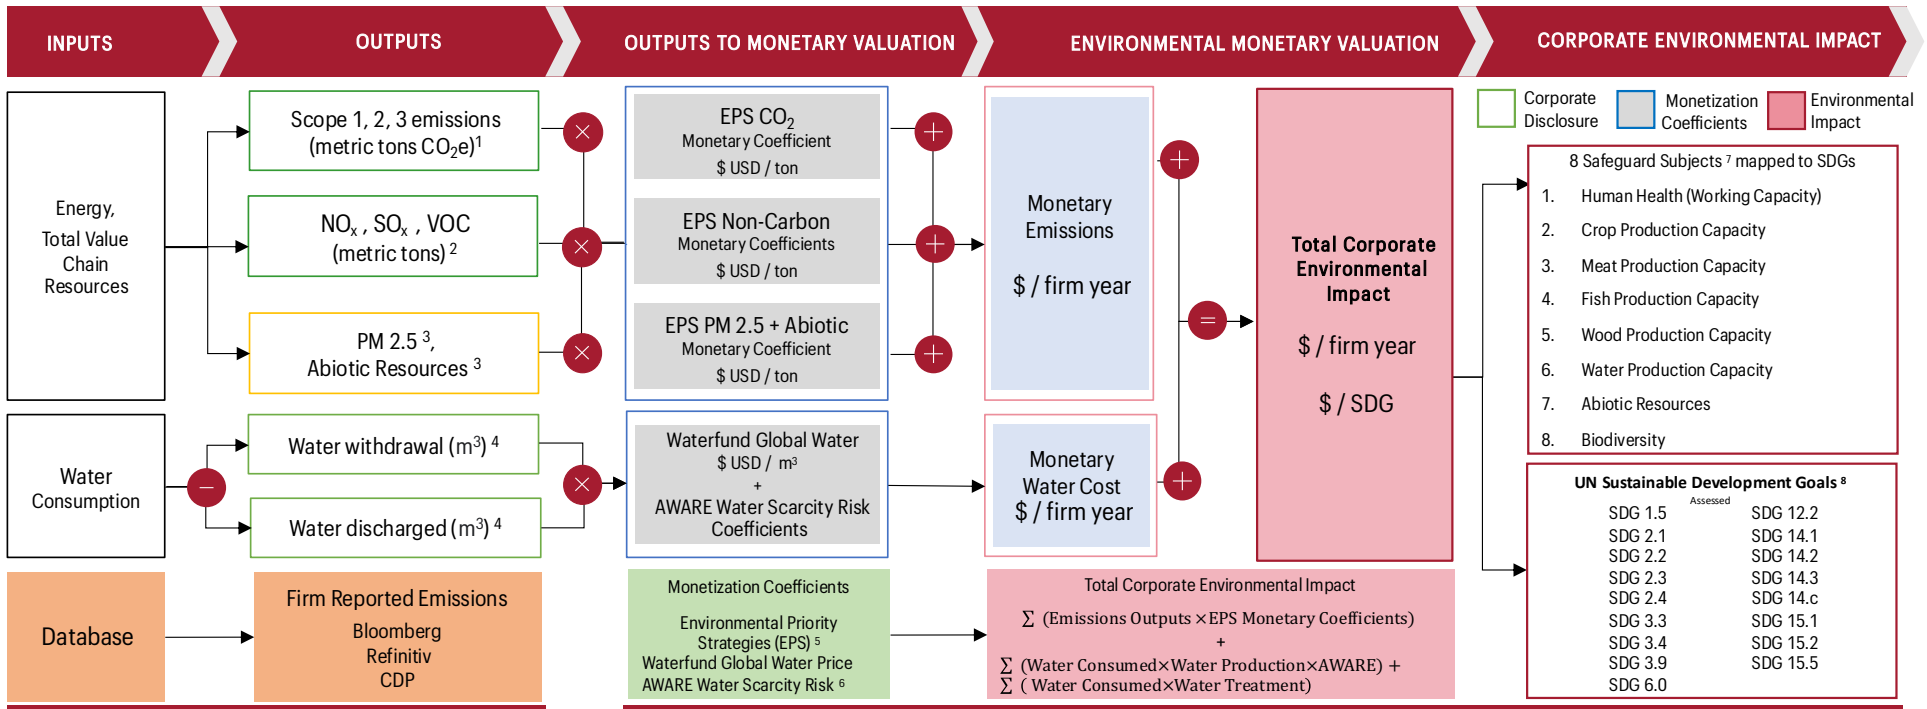 INPUTS
OUTPUTS
OUTPUTS TO MONETARY VALUATION
ENVIRONMENTAL MONETARY VALUATION
CORPORATE ENVIRONMENTAL IMPACT
Energy,
Total Value
Chain
Resources
Scope 1, 2, 3 emissions
(metric tons CO₂e)¹
NOₓ , SOₓ , VOC
(metric tons) ²
PM 2.5 ³,
Abiotic Resources ³
×
×
×
EPS CO₂
Monetary Coefficient
$ USD / ton
EPS Non-Carbon
Monetary Coefficients
$ USD / ton
EPS PM 2.5 + Abiotic
Monetary Coefficient
$ USD / ton
+
+
+
Monetary
Emissions
$ / firm year
+
=
+
Total Corporate
Environmental
Impact
$ / firm year
$ / SDG
Water
Consumption
−
Water withdrawal (m³) ⁴
Water discharged (m³) ⁴
×
Waterfund Global Water
$ USD / m³
+
AWARE Water Scarcity Risk
Coefficients
Monetary
Water Cost
$ / firm year
Corporate
Disclosure
Monetization
Coefficients
Environmental
Impact
8 Safeguard Subjects ⁷ mapped to SDGs
1. Human Health (Working Capacity)
2. Crop Production Capacity
3. Meat Production Capacity
4. Fish Production Capacity
5. Wood Production Capacity
6. Water Production Capacity
7. Abiotic Resources
8. Biodiversity
UN Sustainable Development Goals ⁸
Assessed
SDG 1.5 SDG 12.2
SDG 2.1 SDG 14.1
SDG 2.2 SDG 14.2
SDG 2.3 SDG 14.3
SDG 2.4 SDG 14.c
SDG 3.3 SDG 15.1
SDG 3.4 SDG 15.2
SDG 3.9 SDG 15.5
SDG 6.0
Database
Firm Reported Emissions
Bloomberg
Refinitiv
CDP
Monetization Coefficients
Environmental Priority
Strategies (EPS) ⁵
Waterfund Global Water Price
AWARE Water Scarcity Risk ⁶
Total Corporate Environmental Impact
∑ (Emissions Outputs ×EPS Monetary Coefficients)
+
∑ (Water Consumed×Water Production×AWARE) +
∑ ( Water Consumed×Water Treatment)